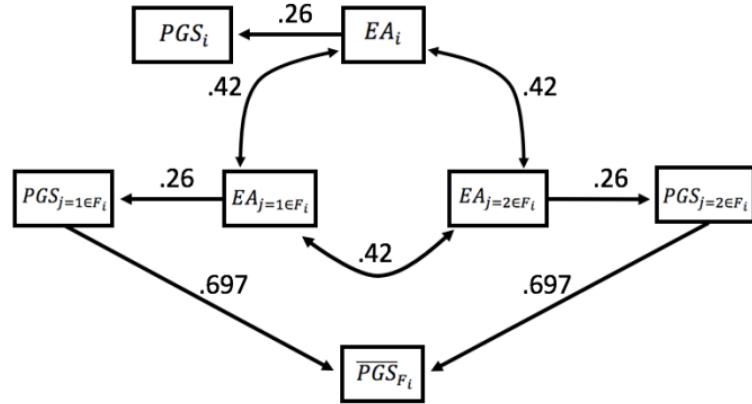 PGS_i
.26
EA_i
.42
.42
PGS_{j=1∈F_i}
.26
EA_{j=1∈F_i}
EA_{j=2∈F_i}
.26
PGS_{j=2∈F_i}
.42
.697
.697
\overline{PGS}_{F_i}